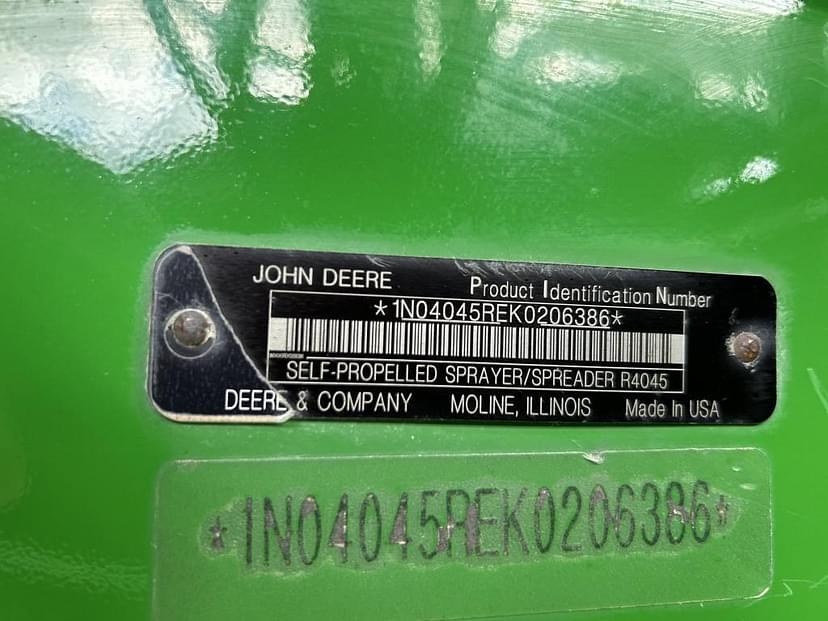 JOHN DEERE Product Identification Number
*1N04045REK0206386*
SELF-PROPELLED SPRAYER/SPREADER R4045
DEERE & COMPANY MOLINE, ILLINOIS Made In USA
*1N04045REK0206386*